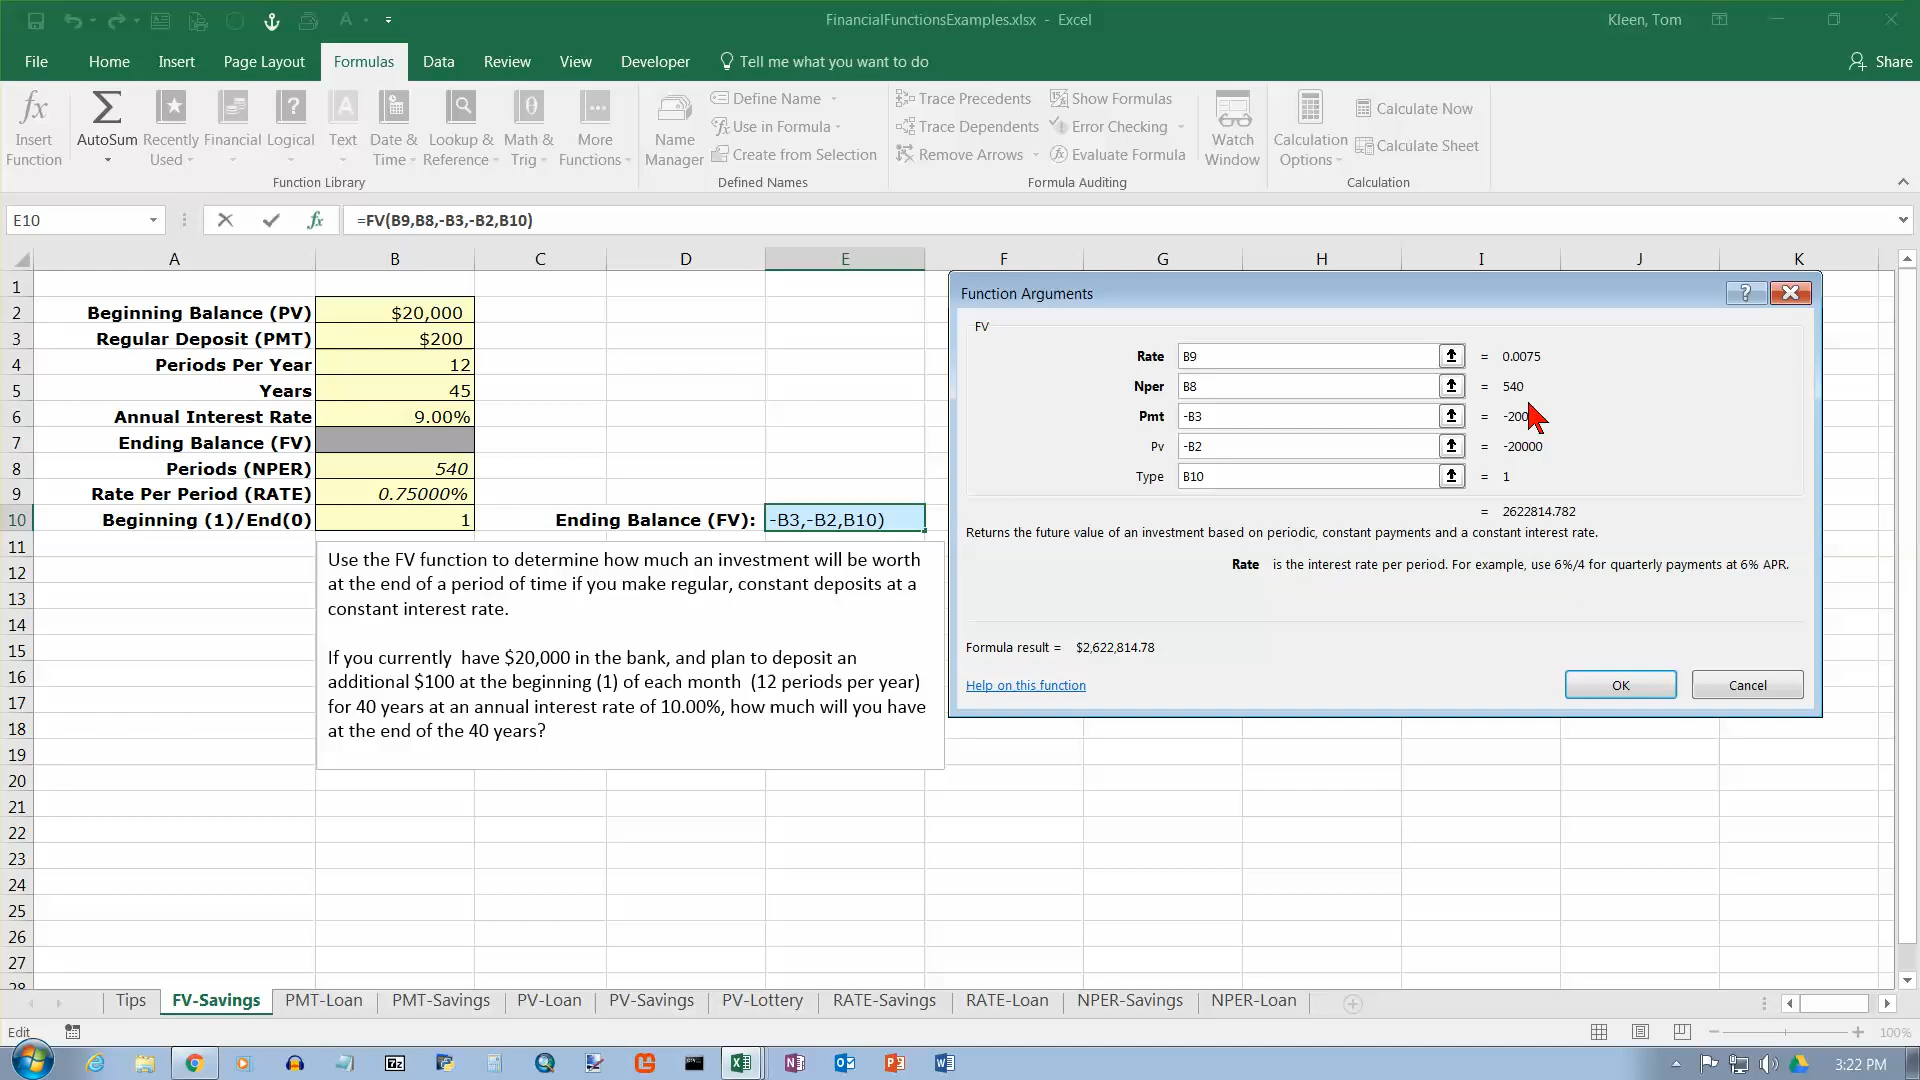 FinancialFunctionsExamples.xlsx - Excel
Kleen, Tom
File Home Insert Page Layout Formulas Data Review View Developer Tell me what you want to do Share
fx Insert Function
AutoSum
Recently Used
Financial
Logical
Text
Date & Time
Lookup & Reference
Math & Trig
More Functions
Function Library
Name Manager
Define Name
Use in Formula
Create from Selection
Defined Names
Trace Precedents
Trace Dependents
Remove Arrows
Show Formulas
Error Checking
Evaluate Formula
Formula Auditing
Watch Window
Calculation Options
Calculate Now
Calculate Sheet
Calculation
E10 fx =FV(B9,B8,-B3,-B2,B10)
A B C D E F G H I J K
1
2 Beginning Balance (PV) $20,000
3 Regular Deposit (PMT) $200
4 Periods Per Year 12
5 Years 45
6 Annual Interest Rate 9.00%
7 Ending Balance (FV)
8 Periods (NPER) 540
9 Rate Per Period (RATE) 0.75000%
10 Beginning (1)/End(0) 1 Ending Balance (FV): -B3,-B2,B10)
11
12
13
14
15
16
17
18
19
20
21
22
23
24
25
26
27
28
Use the FV function to determine how much an investment will be worth
at the end of a period of time if you make regular, constant deposits at a
constant interest rate.
If you currently have $20,000 in the bank, and plan to deposit an
additional $100 at the beginning (1) of each month (12 periods per year)
for 40 years at an annual interest rate of 10.00%, how much will you have
at the end of the 40 years?
Function Arguments
?
FV
Rate B9 = 0.0075
Nper B8 = 540
Pmt -B3 = -200
Pv -B2 = -20000
Type B10 = 1
= 2622814.782
Returns the future value of an investment based on periodic, constant payments and a constant interest rate.
Rate is the interest rate per period. For example, use 6%/4 for quarterly payments at 6% APR.
Formula result = $2,622,814.78
Help on this function
OK Cancel
Tips FV-Savings PMT-Loan PMT-Savings PV-Loan PV-Savings PV-Lottery RATE-Savings RATE-Loan NPER-Savings NPER-Loan
Edit 100%
3:22 PM